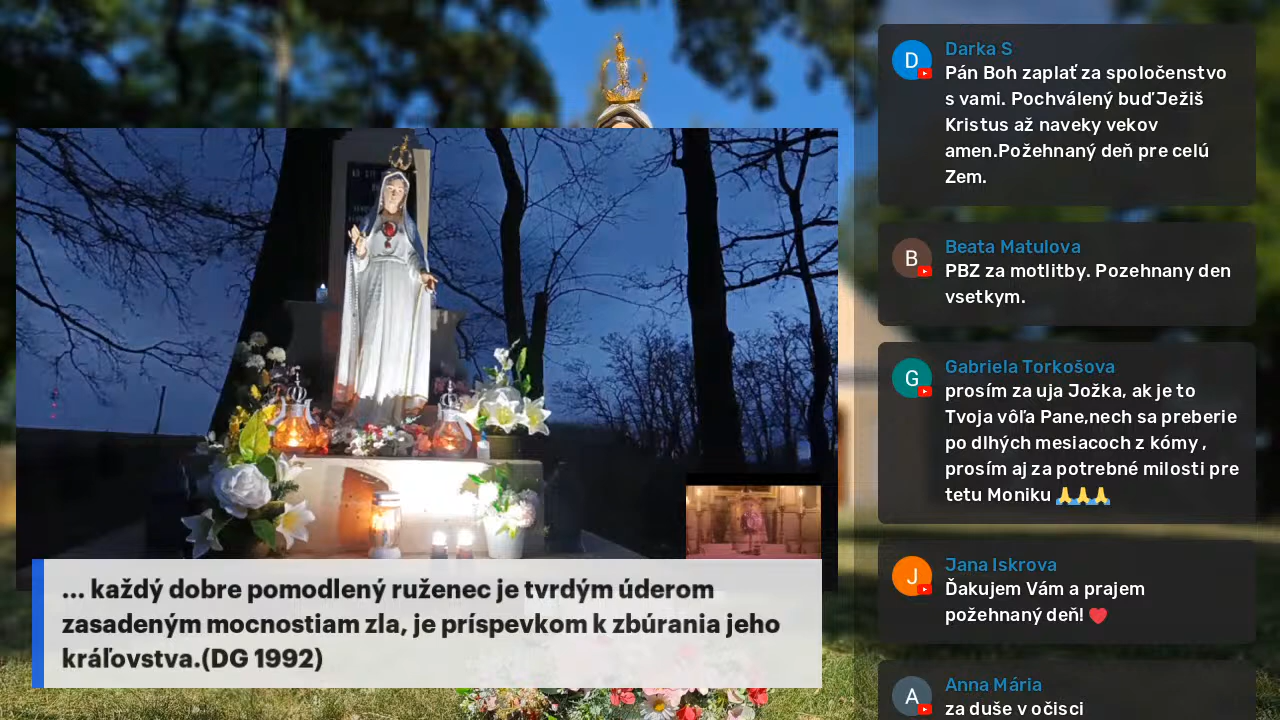 ... každý dobre pomodlený ruženec je tvrdým úderom
zasadeným mocnostiam zla, je príspevkom k zbúrania jeho
kráľovstva.(DG 1992)
D
Darka S
Pán Boh zaplať za spoločenstvo
s vami. Pochválený buďJežiš
Kristus až naveky vekov
amen.Požehnaný deň pre celú
Zem.
B
Beata Matulova
PBZ za motlitby. Pozehnany den
vsetkym.
G
Gabriela Torkošova
prosím za uja Jožka, ak je to
Tvoja vôľa Pane,nech sa preberie
po dlhých mesiacoch z kómy ,
prosím aj za potrebné milosti pre
tetu Moniku 🙏🙏🙏
J
Jana Iskrova
Ďakujem Vám a prajem
požehnaný deň! ❤️
A
Anna Mária
za duše v očisci